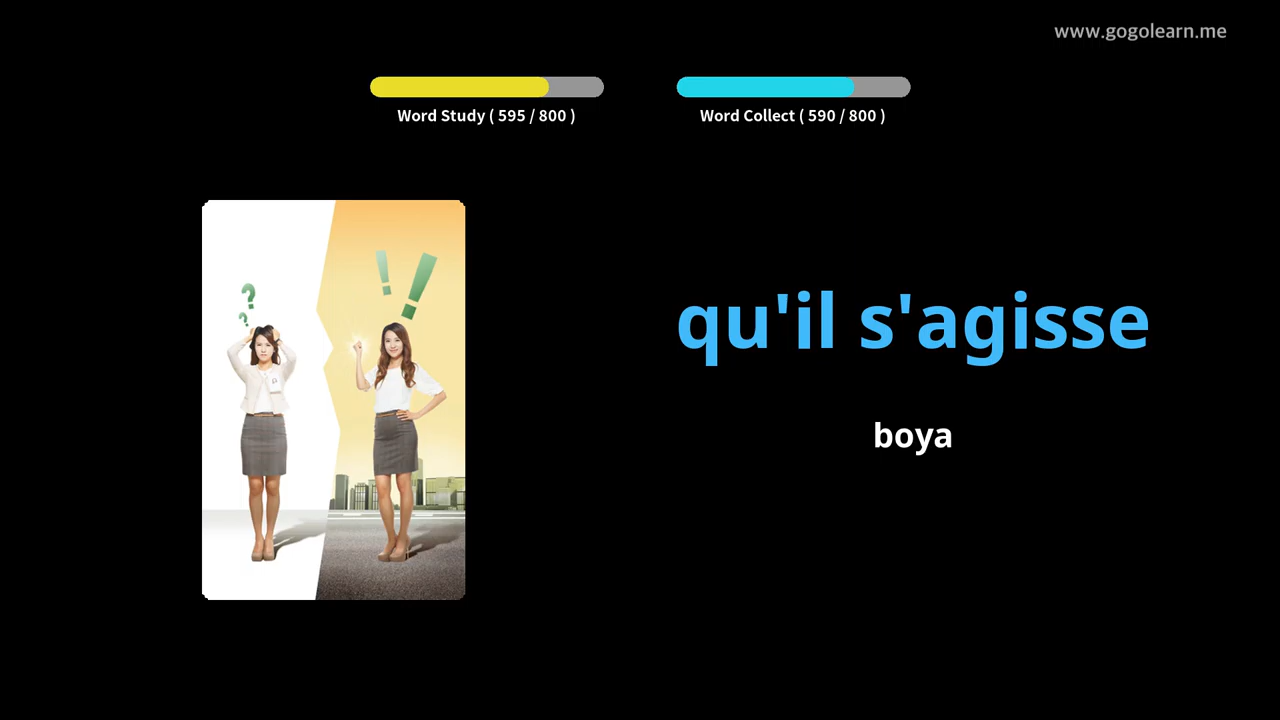 www.gogolearn.me
Word Study ( 595 / 800 )
Word Collect ( 590 / 800 )
? ?
! !
qu'il s'agisse
boya